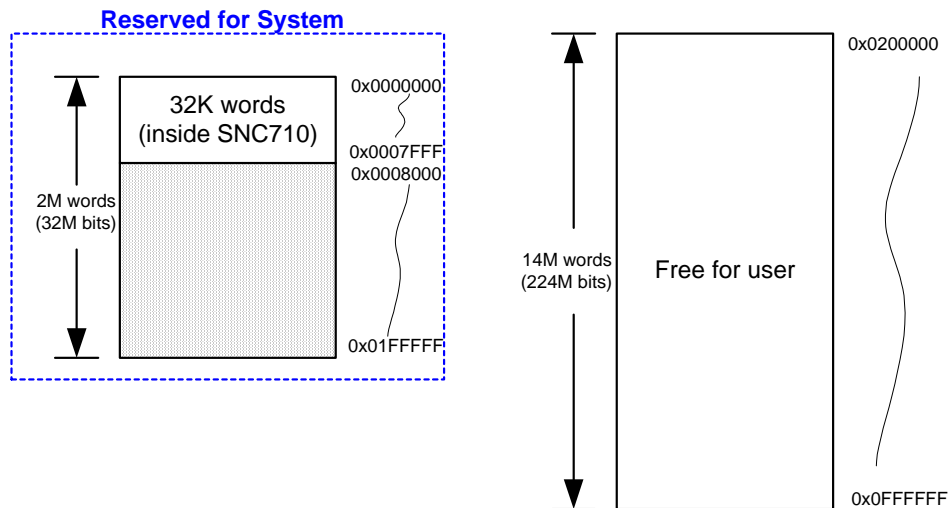 Reserved for System
32K words
(inside SNC710)
0x0000000
0x0007FFF
0x0008000
2M words
(32M bits)
0x01FFFFF
0x0200000
14M words
(224M bits)
Free for user
0x0FFFFFF